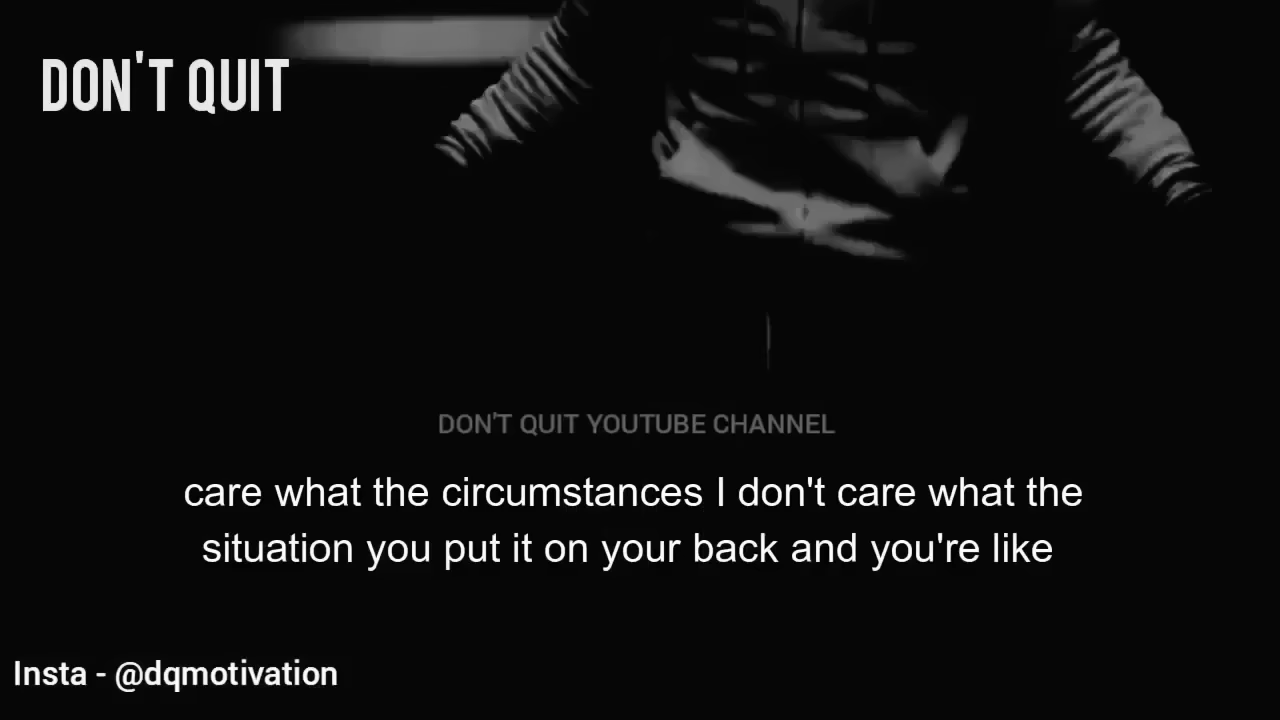 DON'T QUIT
DON'T QUIT YOUTUBE CHANNEL
care what the circumstances I don't care what the
situation you put it on your back and you're like
Insta - @dqmotivation